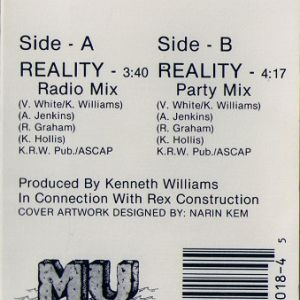 Side - A
REALITY - 3:40
Radio Mix
(V. White/K. Williams)
(A. Jenkins)
(R. Graham)
(K. Hollis)
K.R.W. Pub./ASCAP
Side - B
REALITY - 4:17
Party Mix
(V. White/K. Williams)
(A. Jenkins)
(R. Graham)
(K. Hollis)
K.R.W. Pub./ASCAP
Produced By Kenneth Williams
In Connection With Rex Construction
COVER ARTWORK DESIGNED BY: NARIN KEM
MU
018-4 5